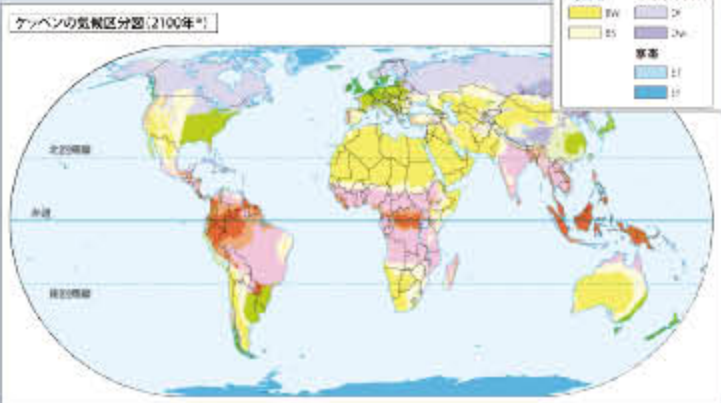 ケッペンの気候区分図(2100年*)
BW
Df
BS
Dw
寒帯
ET
EF
北回帰線
赤道
南回帰線